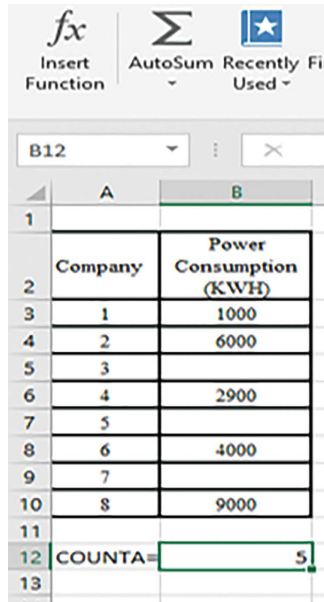 fx
Σ
Insert Function
AutoSum
Recently Used
Fi
B12
A B
1
2 Company Power Consumption (KWH)
3 1 1000
4 2 6000
5 3
6 4 2900
7 5
8 6 4000
9 7
10 8 9000
11
12 COUNTA= 5
13